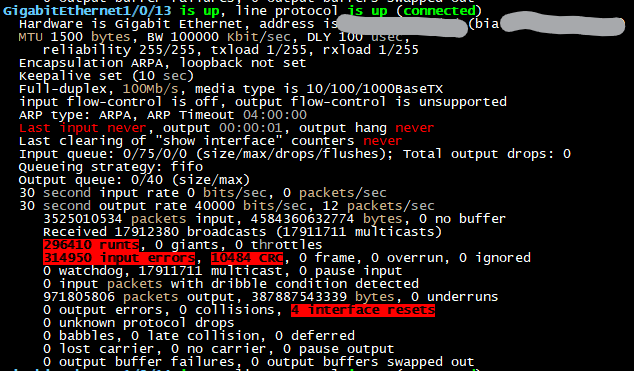 GigabitEthernet1/0/13 is up, line protocol is up (connected)
Hardware is Gigabit Ethernet, address is (bia
MTU 1500 bytes, BW 100000 Kbit/sec, DLY 100 usec,
reliability 255/255, txload 1/255, rxload 1/255
Encapsulation ARPA, loopback not set
Keepalive set (10 sec)
Full-duplex, 100Mb/s, media type is 10/100/1000BaseTX
input flow-control is off, output flow-control is unsupported
ARP type: ARPA, ARP Timeout 04:00:00
Last input never, output 00:00:01, output hang never
Last clearing of "show interface" counters never
Input queue: 0/75/0/0 (size/max/drops/flushes); Total output drops: 0
Queueing strategy: fifo
Output queue: 0/40 (size/max)
30 second input rate 0 bits/sec, 0 packets/sec
30 second output rate 40000 bits/sec, 12 packets/sec
3525010534 packets input, 4584360632774 bytes, 0 no buffer
Received 17912380 broadcasts (17911711 multicasts)
296410 runts, 0 giants, 0 throttles
314950 input errors, 10484 CRC, 0 frame, 0 overrun, 0 ignored
0 watchdog, 17911711 multicast, 0 pause input
0 input packets with dribble condition detected
971805806 packets output, 387887543339 bytes, 0 underruns
0 output errors, 0 collisions, 4 interface resets
0 unknown protocol drops
0 babbles, 0 late collision, 0 deferred
0 lost carrier, 0 no carrier, 0 pause output
0 output buffer failures, 0 output buffers swapped out